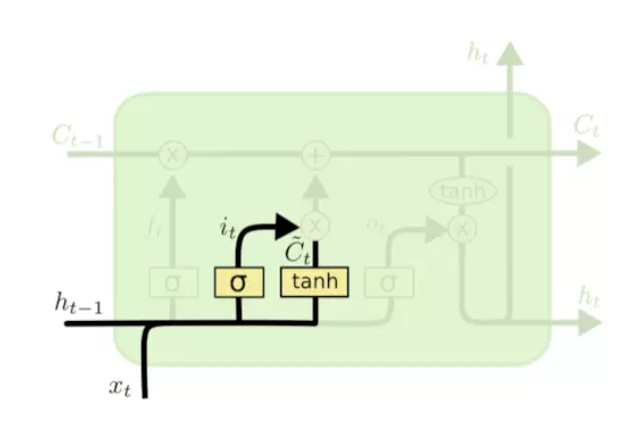 h_t
C_{t-1}
C_t
×
+
tanh
f_t
i_t
×
o_t
×
C̃_t
σ
σ
tanh
σ
h_{t-1}
h_t
x_t